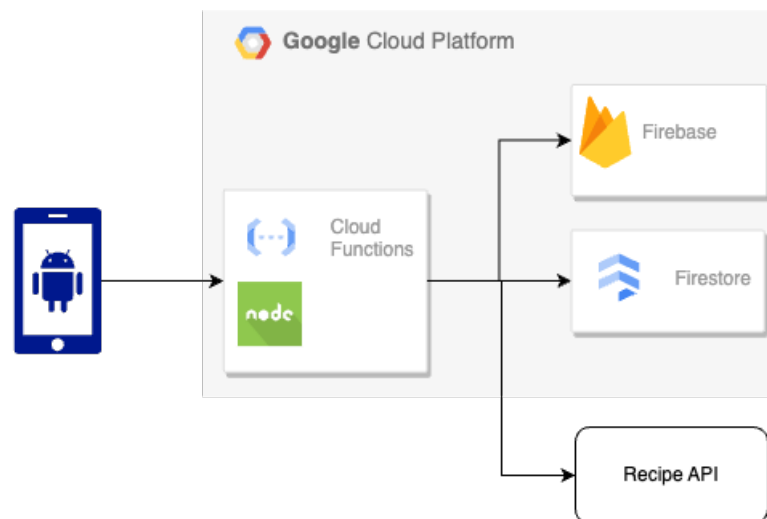 Google Cloud Platform
Firebase
Cloud
Functions
node
Firestore
Recipe API